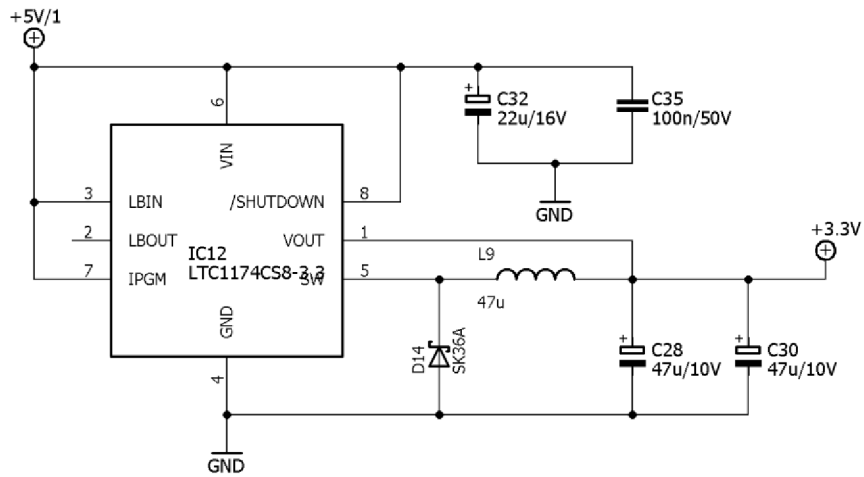 +5V/1
C32
22u/16V
C35
100n/50V
GND
6
VIN
3
LBIN
/SHUTDOWN
8
2
LBOUT
VOUT
1
IC12
LTC1174CS8-3.3
7
IPGM
SW
5
GND
4
GND
L9
47u
+3.3V
D14
SK36A
C28
47u/10V
C30
47u/10V